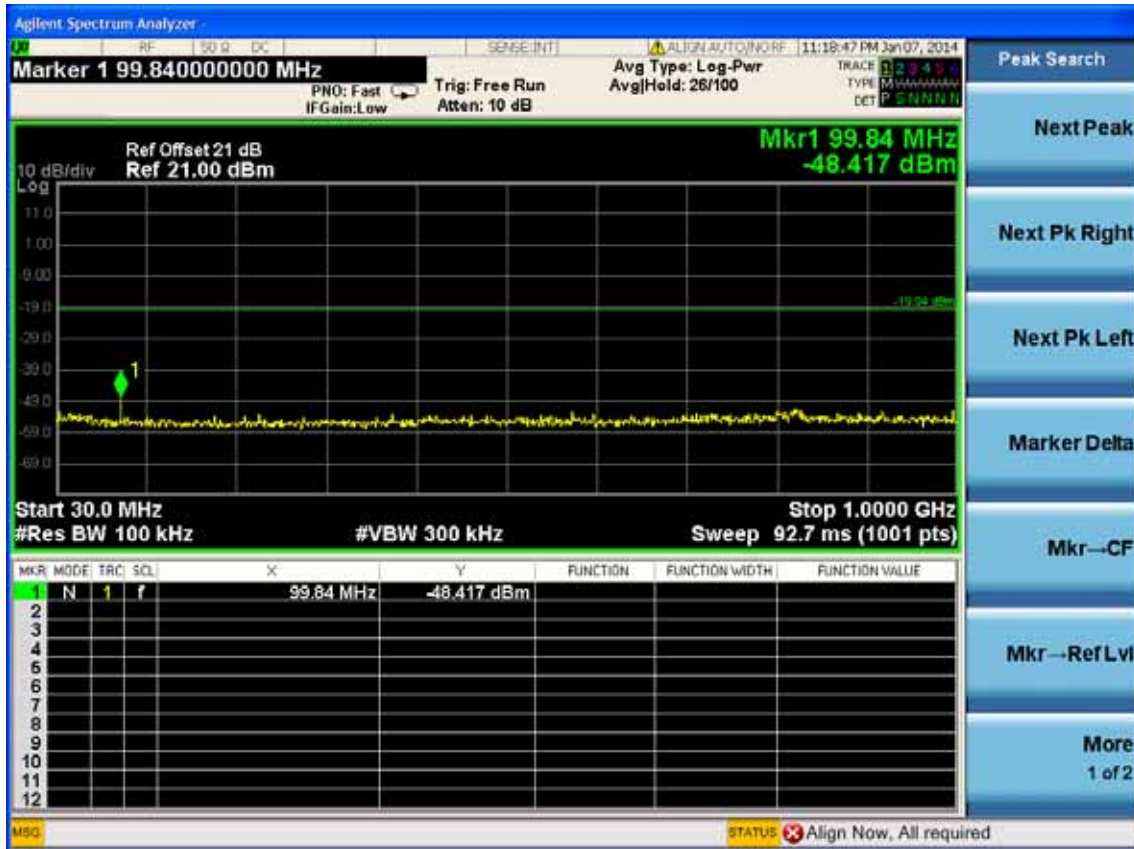 Agilent Spectrum Analyzer -
RF 50 Ω DC SENSE:INT ALIGN AUTO/NO RF 11:18:47 PM Jan 07, 2014
Marker 1 99.840000000 MHz
PNO: Fast
IFGain:Low
Trig: Free Run
Atten: 10 dB
Avg Type: Log-Pwr
Avg|Hold: 26/100
TRACE 1 2 3 4 5 6
TYPE M
DET P S N N N N
Ref Offset 21 dB
Ref 21.00 dBm
10 dB/div
Log
Mkr1 99.84 MHz
-48.417 dBm
11.0
1.00
-9.00
-19.0
-19.94 dBm
-29.0
-39.0
1
-49.0
-59.0
-69.0
Start 30.0 MHz
Stop 1.0000 GHz
#Res BW 100 kHz
#VBW 300 kHz
Sweep 92.7 ms (1001 pts)
MKR MODE TRC SCL X Y FUNCTION FUNCTION WIDTH FUNCTION VALUE
1 N 1 f 99.84 MHz -48.417 dBm
2
3
4
5
6
7
8
9
10
11
12
MSG
STATUS Align Now, All required
Peak Search
Next Peak
Next Pk Right
Next Pk Left
Marker Delta
Mkr→CF
Mkr→Ref Lvl
More
1 of 2